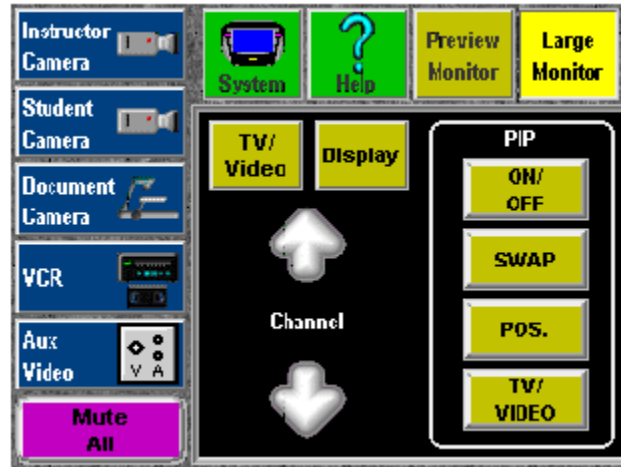 Instructor
Camera
Student
Camera
Document
Camera
VCR
Aux
Video
V A
Mute
All
System
Help
Preview
Monitor
Large
Monitor
TV/
Video
Display
Channel
PIP
ON/
OFF
SWAP
POS.
TV/
VIDEO